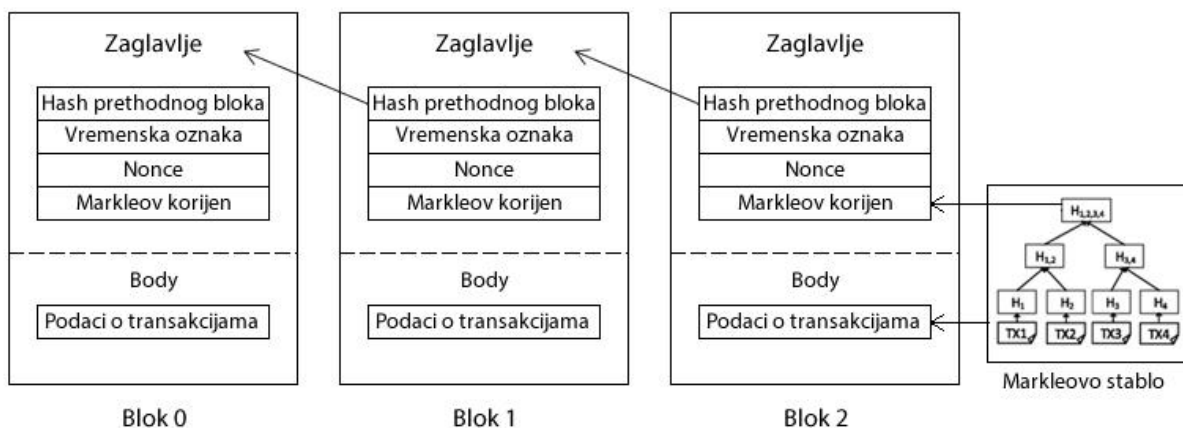 Zaglavlje
Hash prethodnog bloka
Vremenska oznaka
Nonce
Markleov korijen
Body
Podaci o transakcijama
Blok 0
Zaglavlje
Hash prethodnog bloka
Vremenska oznaka
Nonce
Markleov korijen
Body
Podaci o transakcijama
Blok 1
Zaglavlje
Hash prethodnog bloka
Vremenska oznaka
Nonce
Markleov korijen
Body
Podaci o transakcijama
Blok 2
H1,2,3,4
H1,2 H3,4
H1 H2 H3 H4
TX1 TX2 TX3 TX4
Markleovo stablo